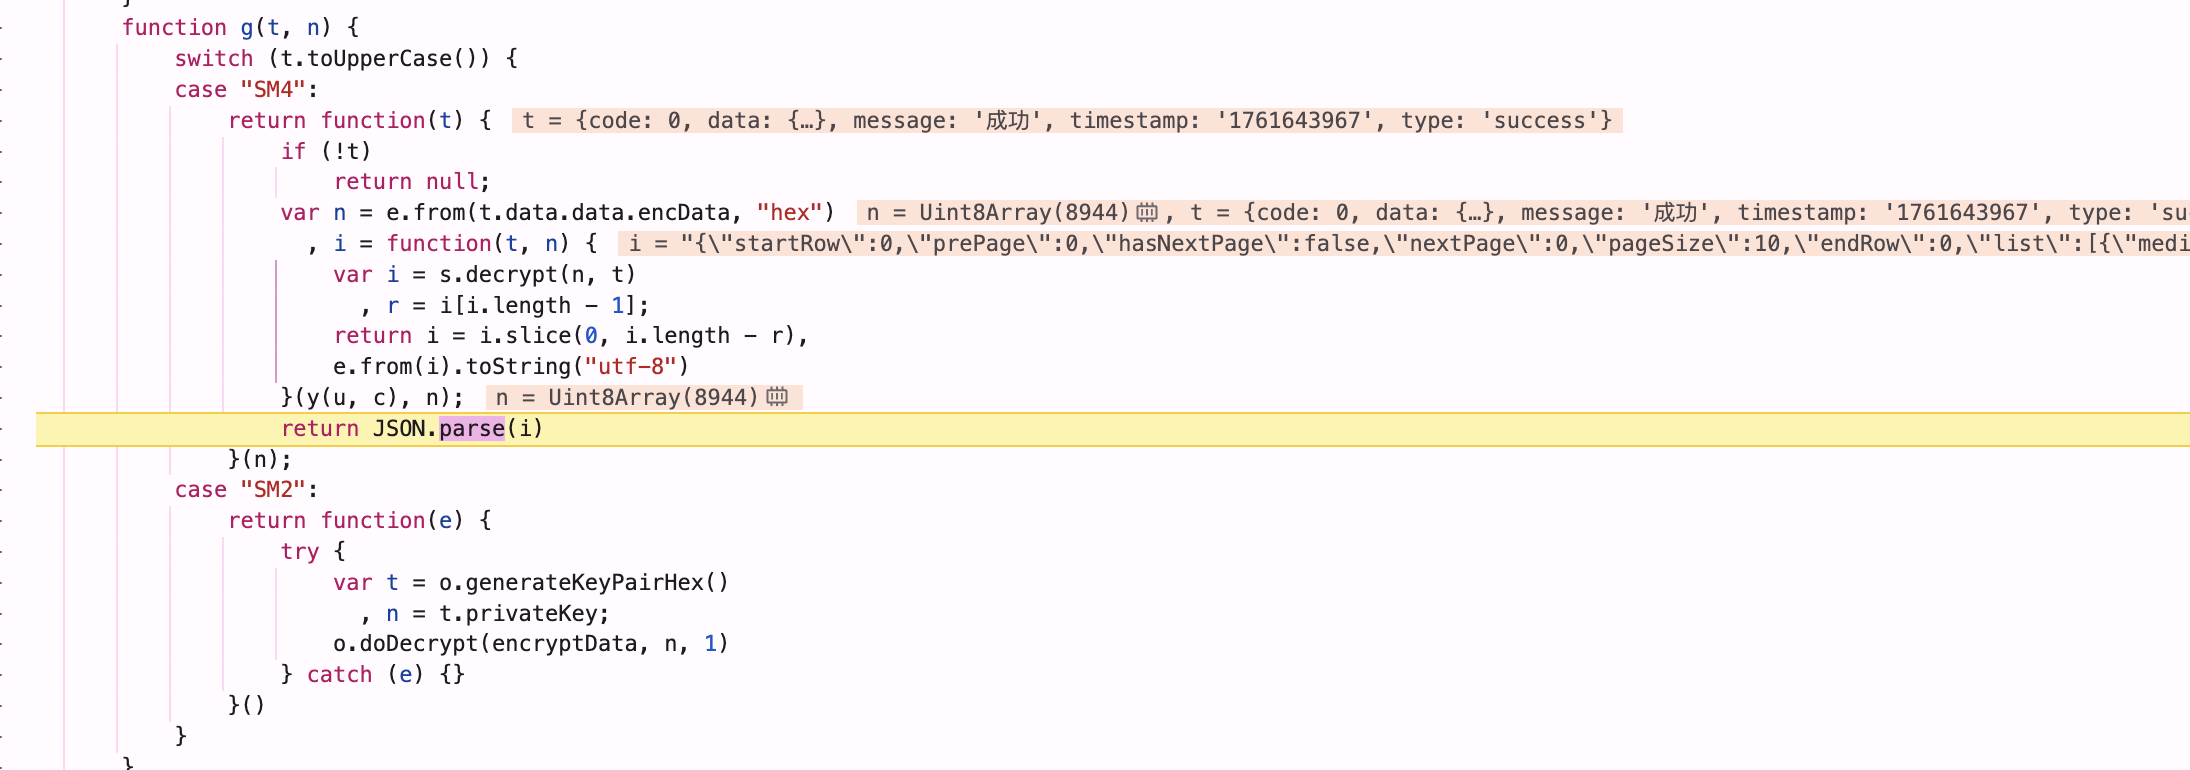 }
function g(t, n) {
switch (t.toUpperCase()) {
case "SM4":
return function(t) { t = {code: 0, data: {…}, message: '成功', timestamp: '1761643967', type: 'success'}
if (!t)
return null;
var n = e.from(t.data.data.encData, "hex") n = Uint8Array(8944), t = {code: 0, data: {…}, message: '成功', timestamp: '1761643967', type: 'su
, i = function(t, n) { i = "{\"startRow\":0,\"prePage\":0,\"hasNextPage\":false,\"nextPage\":0,\"pageSize\":10,\"endRow\":0,\"list\":[{\"medi
var i = s.decrypt(n, t)
, r = i[i.length - 1];
return i = i.slice(0, i.length - r),
e.from(i).toString("utf-8")
}(y(u, c), n); n = Uint8Array(8944)
return JSON.parse(i)
}(n);
case "SM2":
return function(e) {
try {
var t = o.generateKeyPairHex()
, n = t.privateKey;
o.doDecrypt(encryptData, n, 1)
} catch (e) {}
}()
}
}